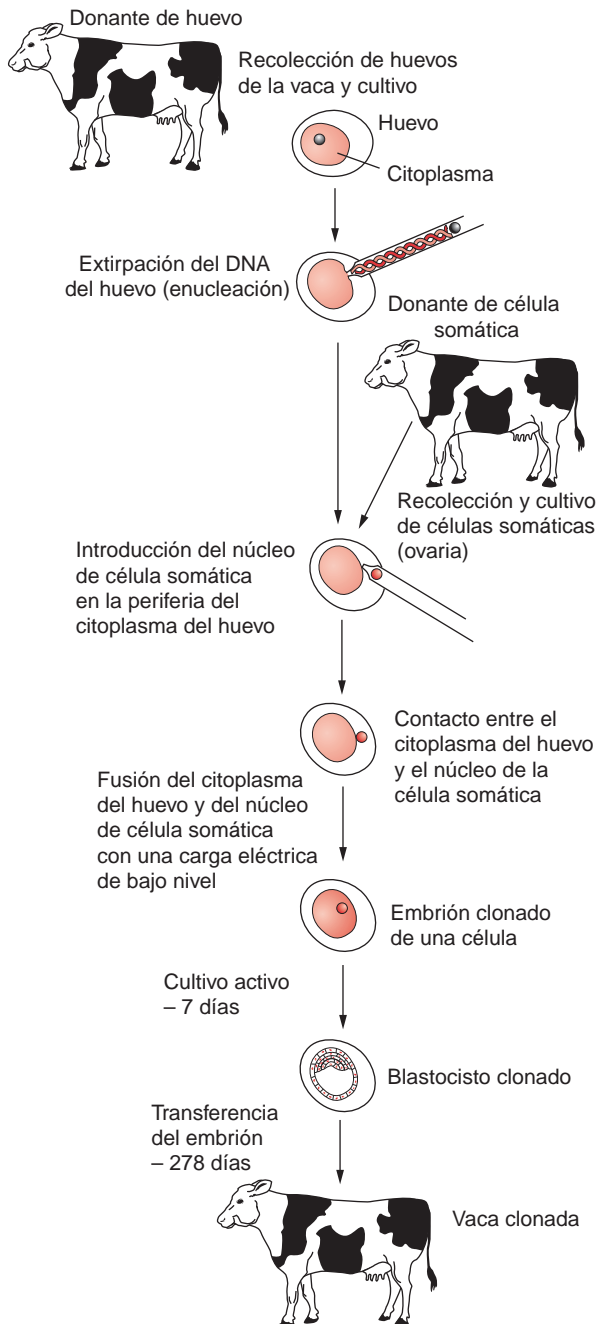 Donante de huevo
Recolección de huevos
de la vaca y cultivo
Huevo
Citoplasma
Extirpación del DNA
del huevo (enucleación)
Donante de célula
somática
Recolección y cultivo
de células somáticas
(ovaria)
Introducción del núcleo
de célula somática
en la periferia del
citoplasma del huevo
Contacto entre el
citoplasma del huevo
y el núcleo de la
célula somática
Fusión del citoplasma
del huevo y del núcleo
de célula somática
con una carga eléctrica
de bajo nivel
Embrión clonado
de una célula
Cultivo activo
– 7 días
Blastocisto clonado
Transferencia
del embrión
– 278 días
Vaca clonada